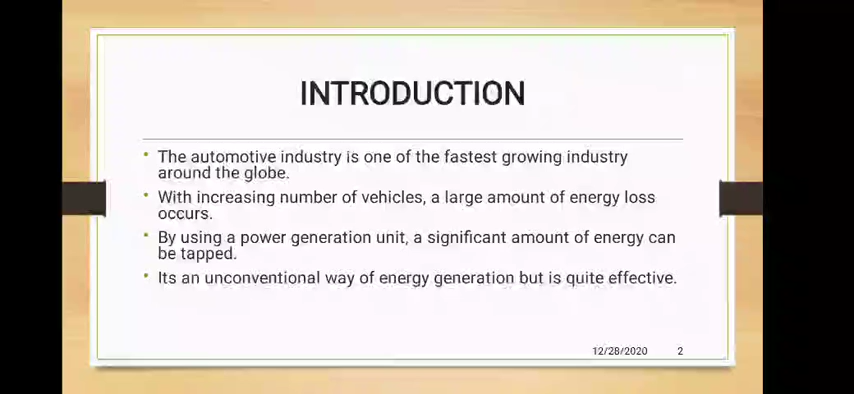 INTRODUCTION
• The automotive industry is one of the fastest growing industry
around the globe.
• With increasing number of vehicles, a large amount of energy loss
occurs.
• By using a power generation unit, a significant amount of energy can
be tapped.
• Its an unconventional way of energy generation but is quite effective.
12/28/2020 2